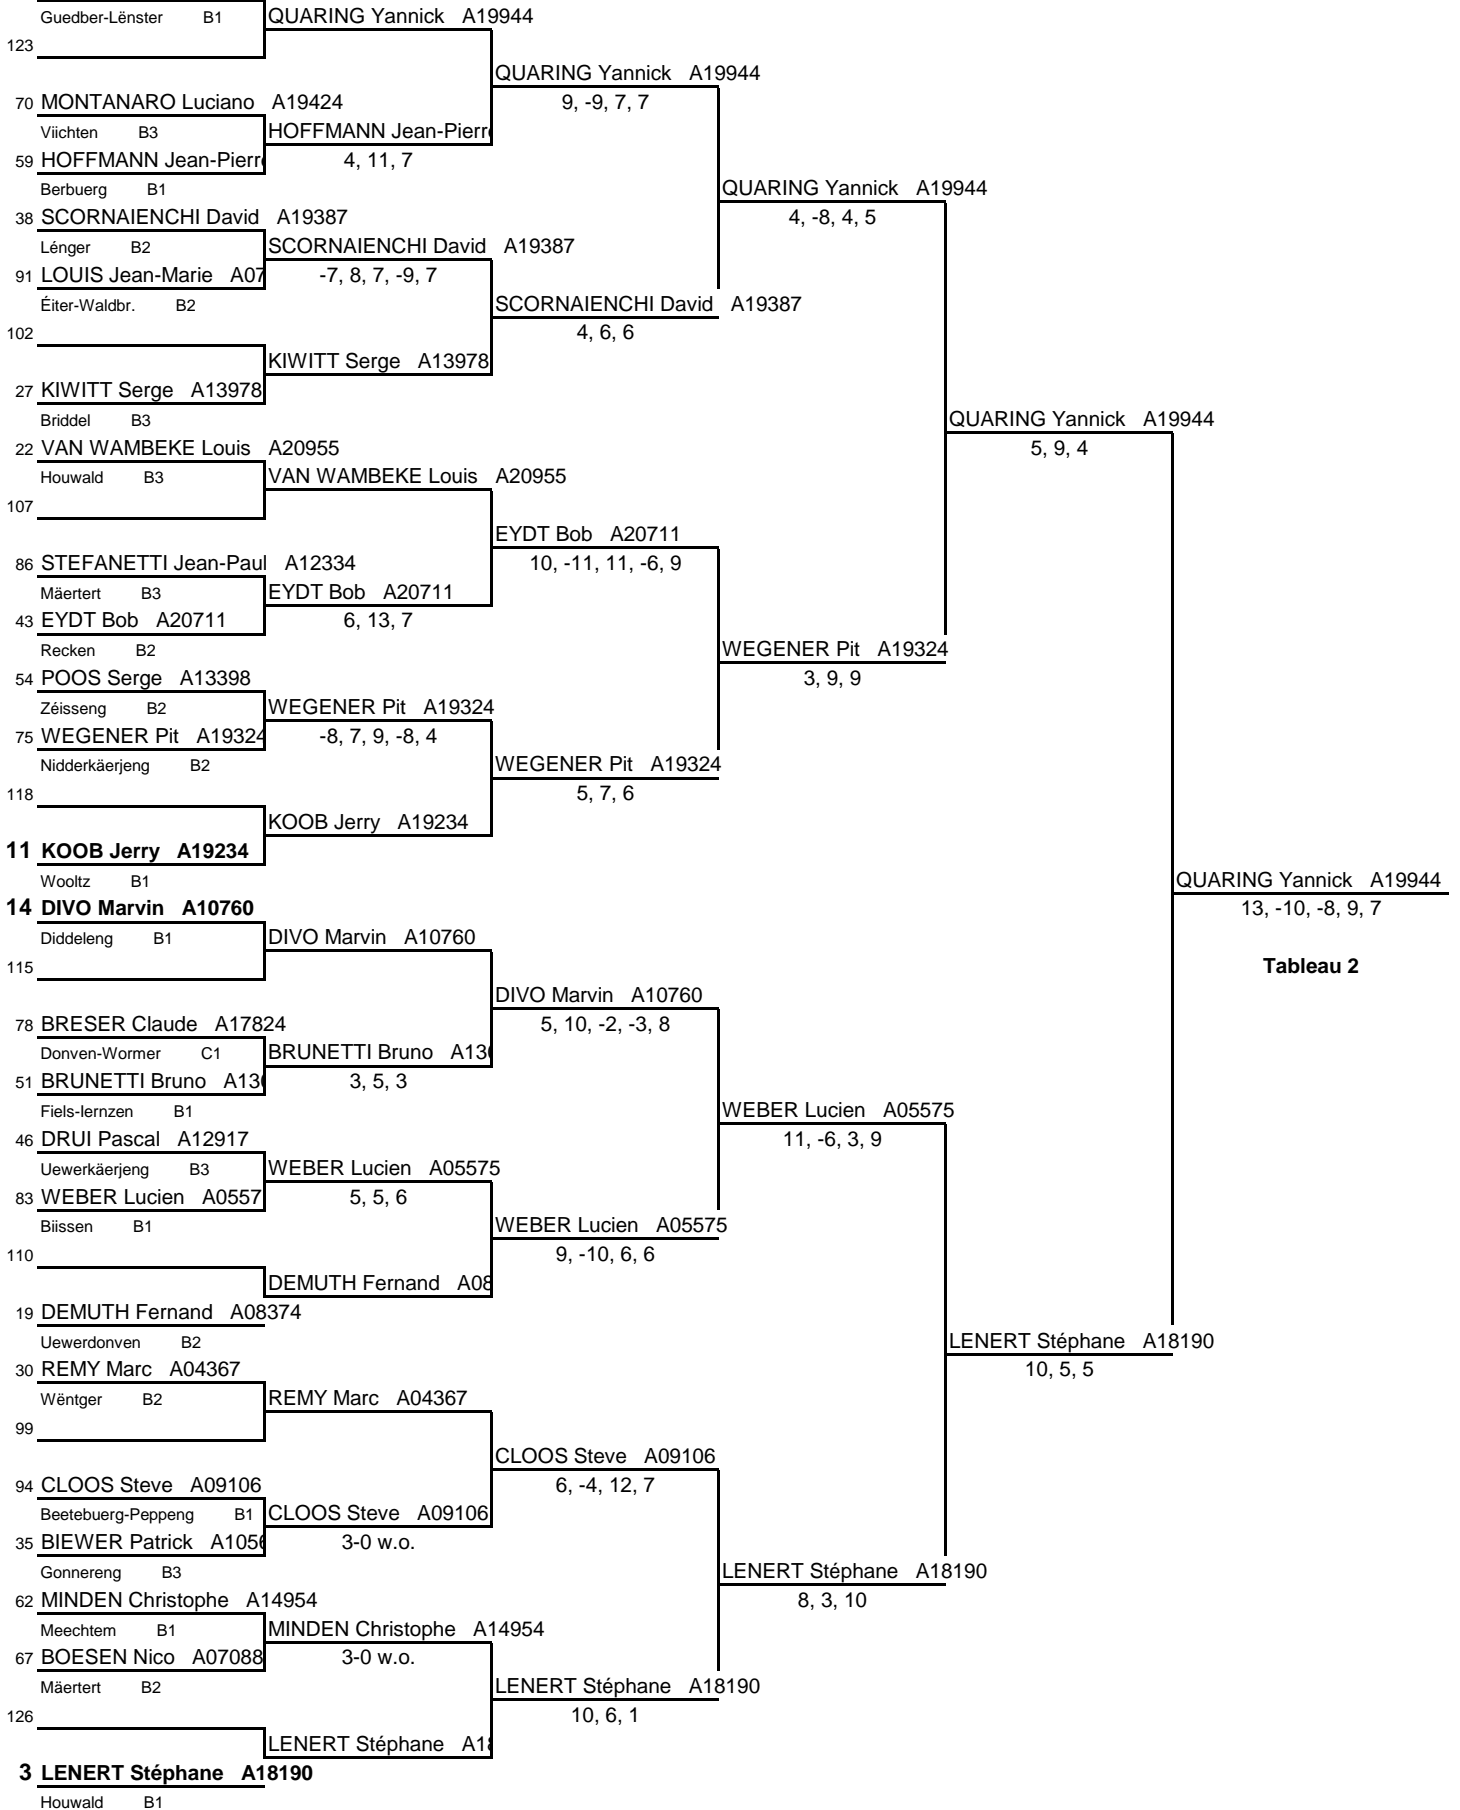 Guedber-Lënster B1 QUARING Yannick A19944
123
QUARING Yannick A19944
70 MONTANARO Luciano A19424 9, -9, 7, 7
Viichten B3 HOFFMANN Jean-Pierr
59 HOFFMANN Jean-Pierr 4, 11, 7
Berbuerg B1 QUARING Yannick A19944
38 SCORNAIENCHI David A19387 4, -8, 4, 5
Lénger B2 SCORNAIENCHI David A19387
91 LOUIS Jean-Marie A07 -7, 8, 7, -9, 7
Éiter-Waldbr. B2 SCORNAIENCHI David A19387
102 4, 6, 6
KIWITT Serge A13978
27 KIWITT Serge A13978
Briddel B3 QUARING Yannick A19944
22 VAN WAMBEKE Louis A20955 5, 9, 4
Houwald B3 VAN WAMBEKE Louis A20955
107
EYDT Bob A20711
86 STEFANETTI Jean-Paul A12334 10, -11, 11, -6, 9
Mäertert B3 EYDT Bob A20711
43 EYDT Bob A20711 6, 13, 7
Recken B2 WEGENER Pit A19324
54 POOS Serge A13398 3, 9, 9
Zéisseng B2 WEGENER Pit A19324
75 WEGENER Pit A19324 -8, 7, 9, -8, 4
Nidderkäerjeng B2 WEGENER Pit A19324
118 5, 7, 6
KOOB Jerry A19234
11 KOOB Jerry A19234
Wooltz B1 QUARING Yannick A19944
14 DIVO Marvin A10760 13, -10, -8, 9, 7
Diddeleng B1 DIVO Marvin A10760
115 Tableau 2
DIVO Marvin A10760
78 BRESER Claude A17824 5, 10, -2, -3, 8
Donven-Wormer C1 BRUNETTI Bruno A13
51 BRUNETTI Bruno A13 3, 5, 3
Fiels-Iernzen B1 WEBER Lucien A05575
46 DRUI Pascal A12917 11, -6, 3, 9
Uewerkäerjeng B3 WEBER Lucien A05575
83 WEBER Lucien A0557 5, 5, 6
Biissen B1 WEBER Lucien A05575
110 9, -10, 6, 6
DEMUTH Fernand A08
19 DEMUTH Fernand A08374
Uewerdonven B2 LENERT Stéphane A18190
30 REMY Marc A04367 10, 5, 5
Wëntger B2 REMY Marc A04367
99
CLOOS Steve A09106
94 CLOOS Steve A09106 6, -4, 12, 7
Beetebuerg-Peppeng B1 CLOOS Steve A09106
35 BIEWER Patrick A1056 3-0 w.o.
Gonnereng B3 LENERT Stéphane A18190
62 MINDEN Christophe A14954 8, 3, 10
Meechtem B1 MINDEN Christophe A14954
67 BOESEN Nico A07088 3-0 w.o.
Mäertert B2 LENERT Stéphane A18190
126 10, 6, 1
LENERT Stéphane A18
3 LENERT Stéphane A18190
Houwald B1